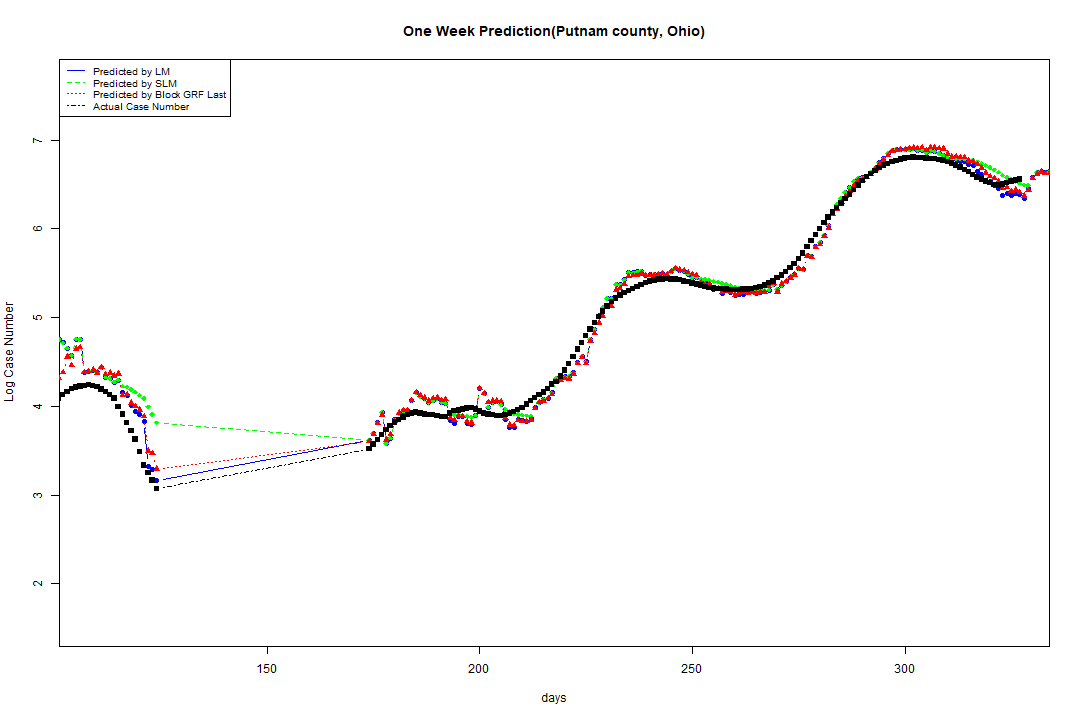 One Week Prediction(Putnam county, Ohio)
Predicted by LM
Predicted by SLM
Predicted by Block GRF Last
Actual Case Number
7
6
5
4
3
2
Log Case Number
150 200 250 300
days